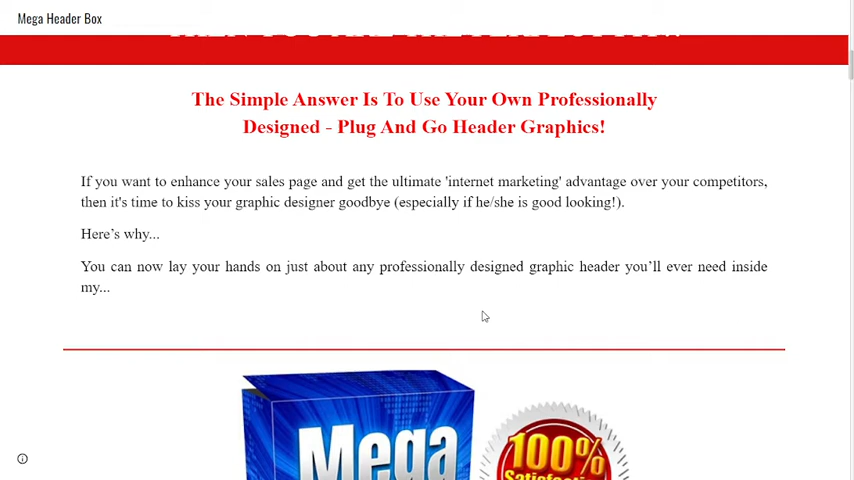 Mega Header Box
The Simple Answer Is To Use Your Own Professionally
Designed - Plug And Go Header Graphics!
If you want to enhance your sales page and get the ultimate 'internet marketing' advantage over your competitors,
then it's time to kiss your graphic designer goodbye (especially if he/she is good looking!).
Here’s why...
You can now lay your hands on just about any professionally designed graphic header you’ll ever need inside
my...
Mega
100%
Satisfaction